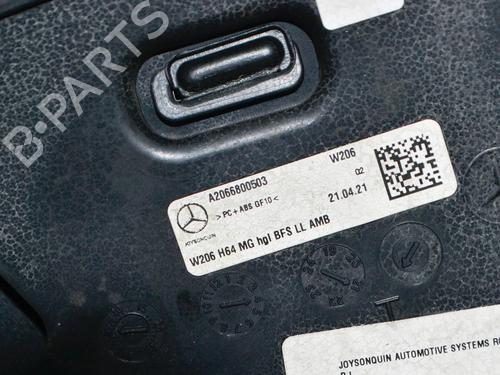 B-PARTS
A2066800503
W206
>PC+ABS GF10<
02
21.04.21
JOYSONQUIN
W206 H64 MG hgl BFS LL AMB
JOYSONQUIN AUTOMOTIVE SYSTEMS